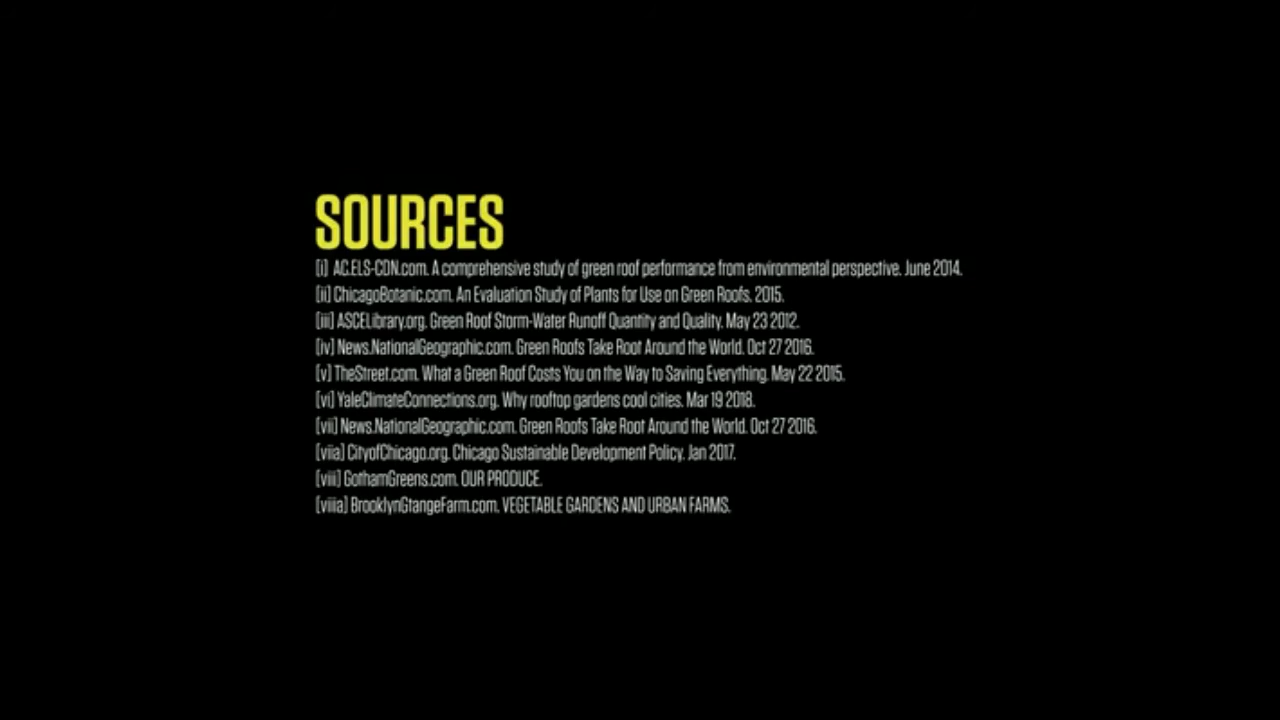 SOURCES
[i] AC.ELS-CDN.com. A comprehensive study of green roof performance from environmental perspective. June 2014.
[ii] ChicagoBotanic.com. An Evaluation Study of Plants for Use on Green Roofs. 2015.
[iii] ASCELibrary.org. Green Roof Storm-Water Runoff Quantity and Quality. May 23 2012.
[iv] News.NationalGeographic.com. Green Roofs Take Root Around the World. Oct 27 2016.
[v] TheStreet.com. What a Green Roof Costs You on the Way to Saving Everything. May 22 2015.
[vi] YaleClimateConnections.org. Why rooftop gardens cool cities. Mar 19 2018.
[vii] News.NationalGeographic.com. Green Roofs Take Root Around the World. Oct 27 2016.
[viia] CityofChicago.org. Chicago Sustainable Development Policy. Jan 2017.
[viii] GothamGreens.com. OUR PRODUCE.
[viiia] BrooklynGtangeFarm.com. VEGETABLE GARDENS AND URBAN FARMS.